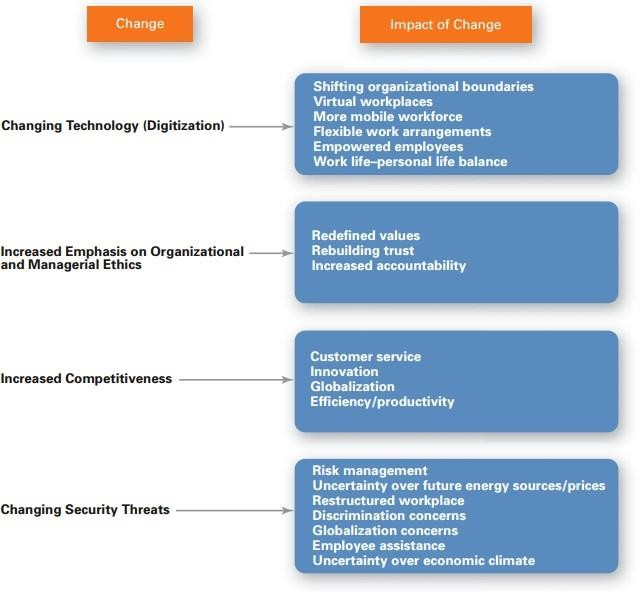 Change
Impact of Change
Changing Technology (Digitization)
Shifting organizational boundaries
Virtual workplaces
More mobile workforce
Flexible work arrangements
Empowered employees
Work life–personal life balance
Increased Emphasis on Organizational
and Managerial Ethics
Redefined values
Rebuilding trust
Increased accountability
Increased Competitiveness
Customer service
Innovation
Globalization
Efficiency/productivity
Changing Security Threats
Risk management
Uncertainty over future energy sources/prices
Restructured workplace
Discrimination concerns
Globalization concerns
Employee assistance
Uncertainty over economic climate